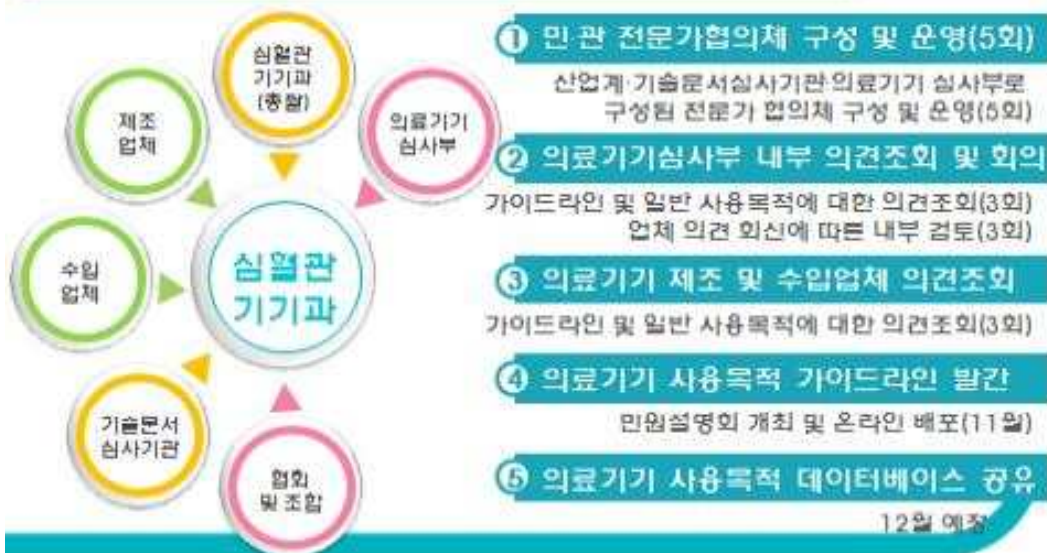 심혈관
기기과
(총괄)
제조
업체
의료기기
심사부
수입
업체
심혈관
기기과
기술문서
심사기관
협회
및 조합
① 민 관 전문가협의체 구성 및 운영(5회)
산업계·기술문서심사기관·의료기기 심사부로
구성된 전문가 협의체 구성 및 운영(5회)
② 의료기기심사부 내부 의견조회 및 회의
가이드라인 및 일반 사용목적에 대한 의견조회(3회)
업체 의견 회신에 따른 내부 검토(3회)
③ 의료기기 제조 및 수입업체 의견조회
가이드라인 및 일반 사용목적에 대한 의견조회(3회)
④ 의료기기 사용목적 가이드라인 발간
민원설명회 개최 및 온라인 배포(11월)
⑤ 의료기기 사용목적 데이터베이스 공유
12월 예정